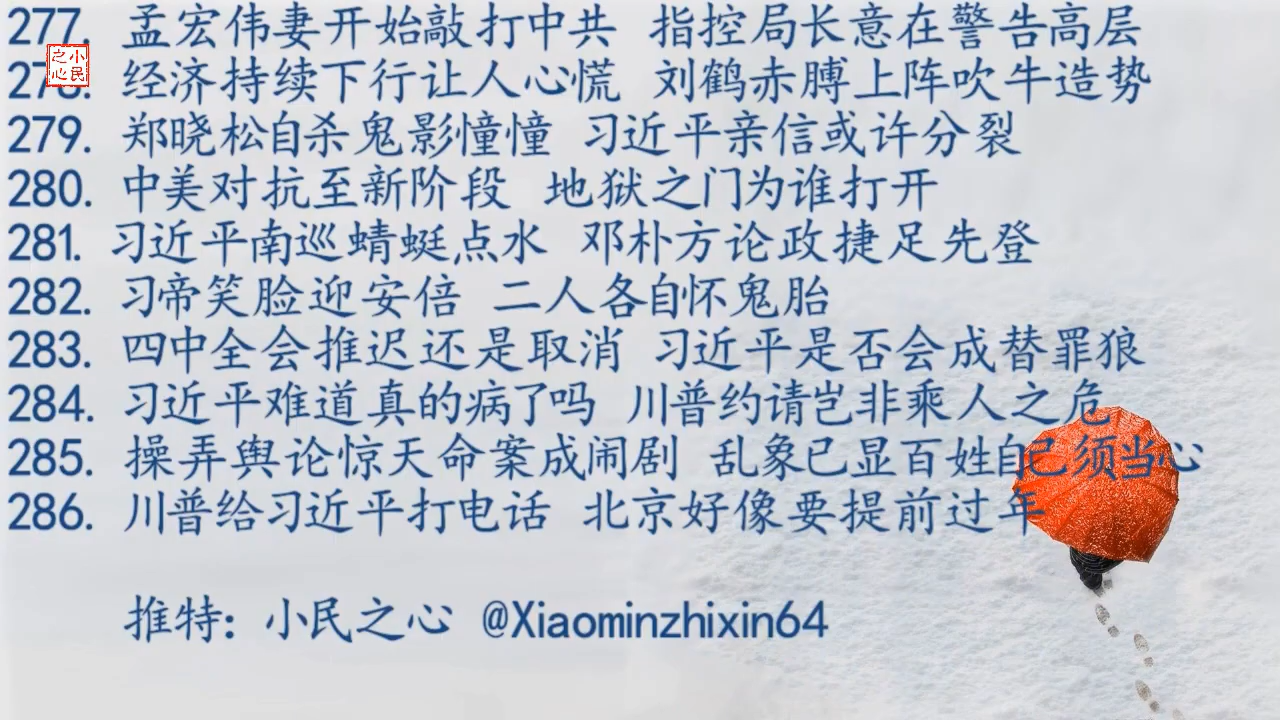 277. 孟宏伟妻开始敲打中共 指控局长意在警告高层
小民之心
278. 经济持续下行让人心慌 刘鹤赤膊上阵吹牛造势
279. 郑晓松自杀鬼影憧憧 习近平亲信或许分裂
280. 中美对抗至新阶段 地狱之门为谁打开
281. 习近平南巡蜻蜓点水 邓朴方论政捷足先登
282. 习帝笑脸迎安倍 二人各自怀鬼胎
283. 四中全会推迟还是取消 习近平是否会成替罪狼
284. 习近平难道真的病了吗 川普约请岂非乘人之危
285. 操弄舆论惊天命案成闹剧 乱象已显百姓自己须当心
286. 川普给习近平打电话 北京好像要提前过年
推特: 小民之心 @Xiaominzhixin64